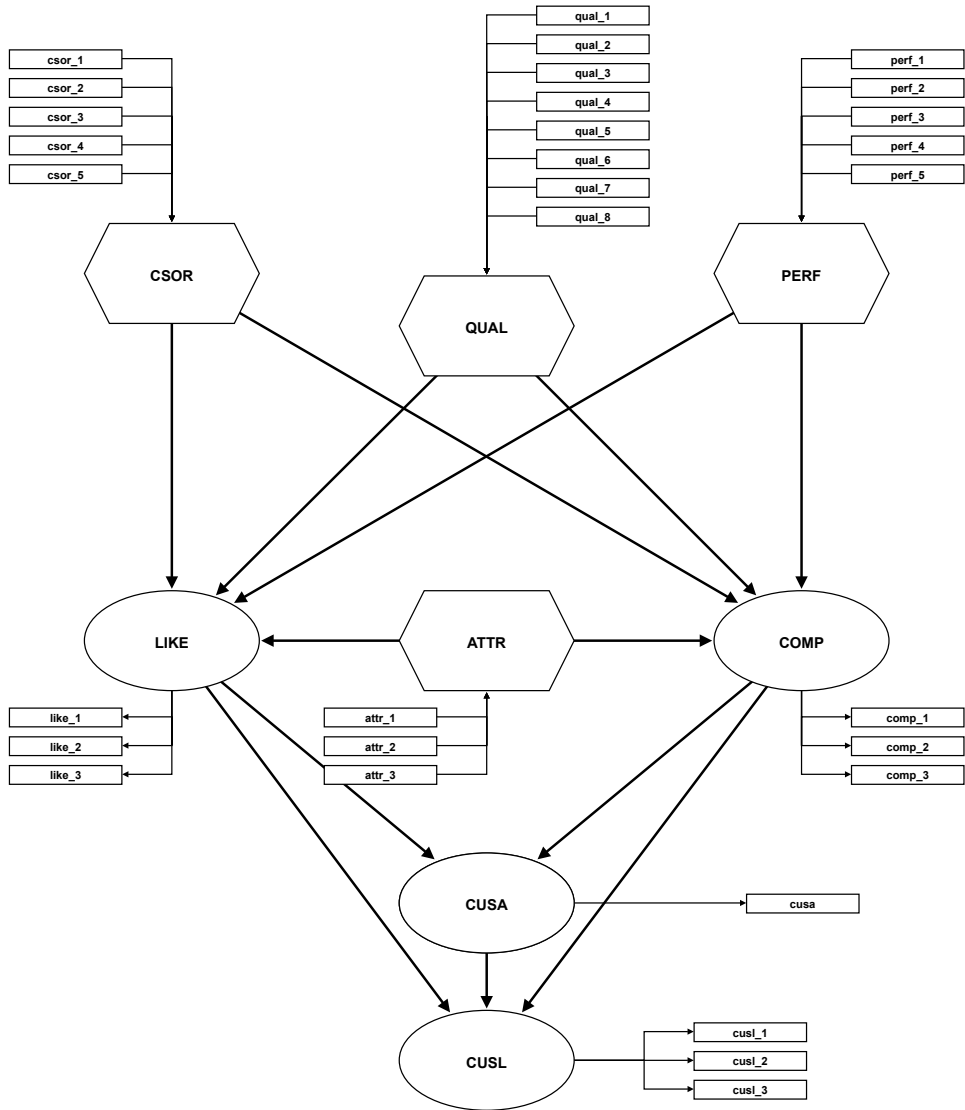 qual_1
qual_2
qual_3
qual_4
qual_5
qual_6
qual_7
qual_8
csor_1
csor_2
csor_3
csor_4
csor_5
perf_1
perf_2
perf_3
perf_4
perf_5
CSOR
QUAL
PERF
LIKE
ATTR
COMP
like_1
like_2
like_3
attr_1
attr_2
attr_3
comp_1
comp_2
comp_3
CUSA
cusa
CUSL
cusl_1
cusl_2
cusl_3